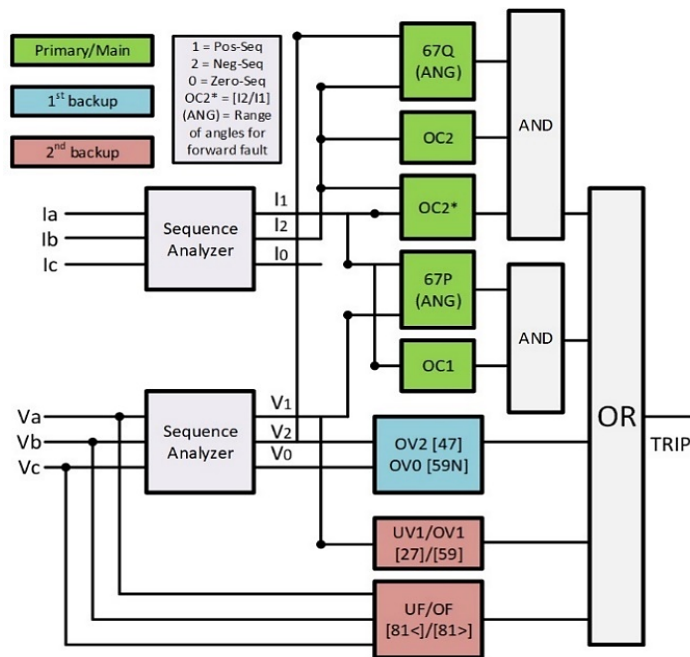 Primary/Main
1st backup
2nd backup
1 = Pos-Seq
2 = Neg-Seq
0 = Zero-Seq
OC2* = [I2/I1]
(ANG) = Range
of angles for
forward fault
67Q
(ANG)
OC2
OC2*
AND
Ia
Ib
Ic
Sequence
Analyzer
I1
I2
I0
67P
(ANG)
OC1
AND
Va
Vb
Vc
Sequence
Analyzer
V1
V2
V0
OV2 [47]
OV0 [59N]
UV1/OV1
[27]/[59]
UF/OF
[81<]/[81>]
OR
TRIP